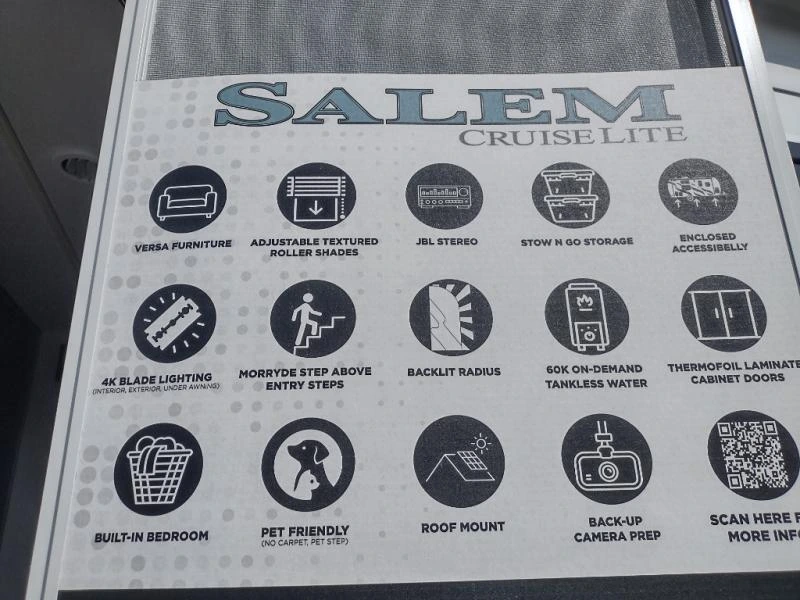 SALEM
CRUISE LITE
VERSA FURNITURE
ADJUSTABLE TEXTURED
ROLLER SHADES
JBL STEREO
STOW N GO STORAGE
ENCLOSED
ACCESSIBELLY
4K BLADE LIGHTING
(INTERIOR, EXTERIOR, UNDER AWNING)
MORRYDE STEP ABOVE
ENTRY STEPS
BACKLIT RADIUS
60K ON-DEMAND
TANKLESS WATER
THERMOFOIL LAMINATE
CABINET DOORS
BUILT-IN BEDROOM
PET FRIENDLY
(NO CARPET, PET STEP)
ROOF MOUNT
BACK-UP
CAMERA PREP
SCAN HERE F
MORE INFO